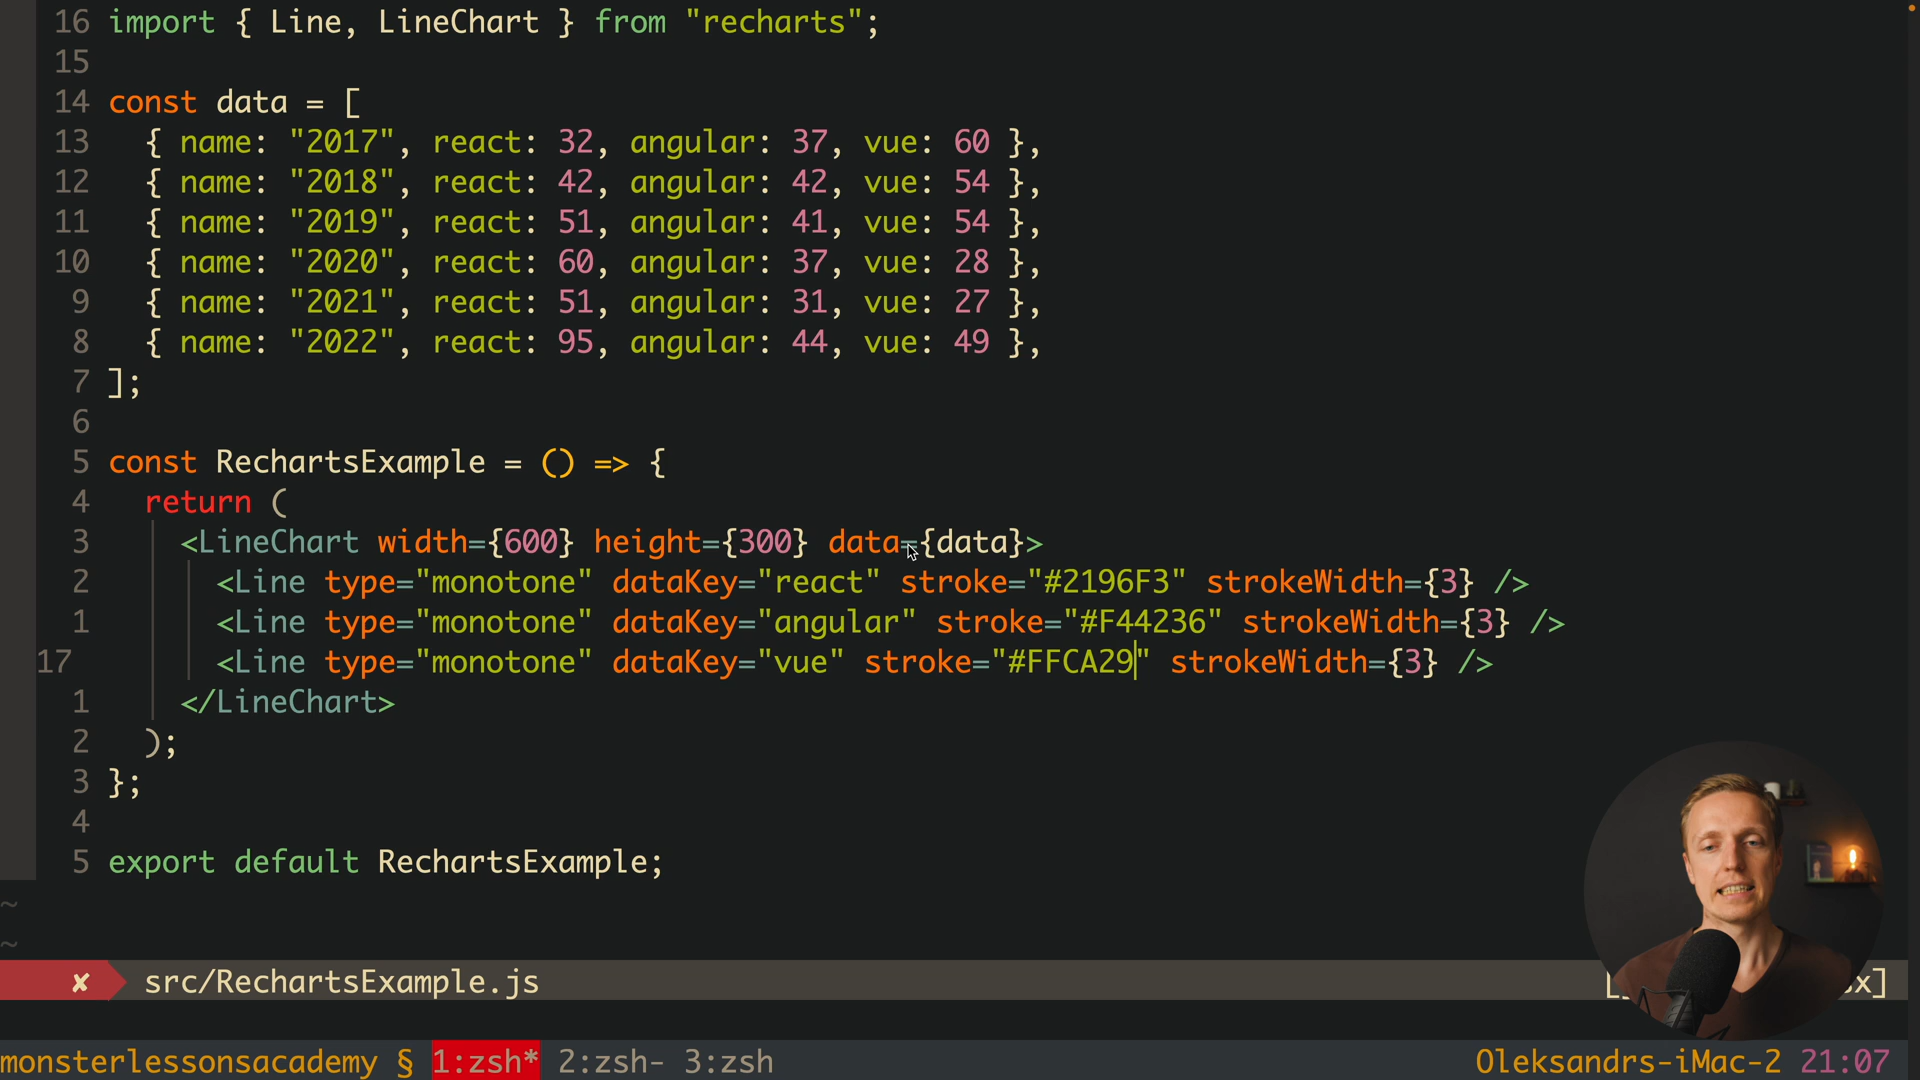 16 import { Line, LineChart } from "recharts";
15
14 const data = [
13 { name: "2017", react: 32, angular: 37, vue: 60 },
12 { name: "2018", react: 42, angular: 42, vue: 54 },
11 { name: "2019", react: 51, angular: 41, vue: 54 },
10 { name: "2020", react: 60, angular: 37, vue: 28 },
9 { name: "2021", react: 51, angular: 31, vue: 27 },
8 { name: "2022", react: 95, angular: 44, vue: 49 },
7 ];
6
5 const RechartsExample = () => {
4 return (
3 <LineChart width={600} height={300} data={data}>
2 <Line type="monotone" dataKey="react" stroke="#2196F3" strokeWidth={3} />
1 <Line type="monotone" dataKey="angular" stroke="#F44236" strokeWidth={3} />
17 <Line type="monotone" dataKey="vue" stroke="#FFCA29" strokeWidth={3} />
1 </LineChart>
2 );
3 };
4
5 export default RechartsExample;
~
~
✘ src/RechartsExample.js
monsterlessonsacademy § 1:zsh* 2:zsh- 3:zsh Oleksandrs-iMac-2 21:07